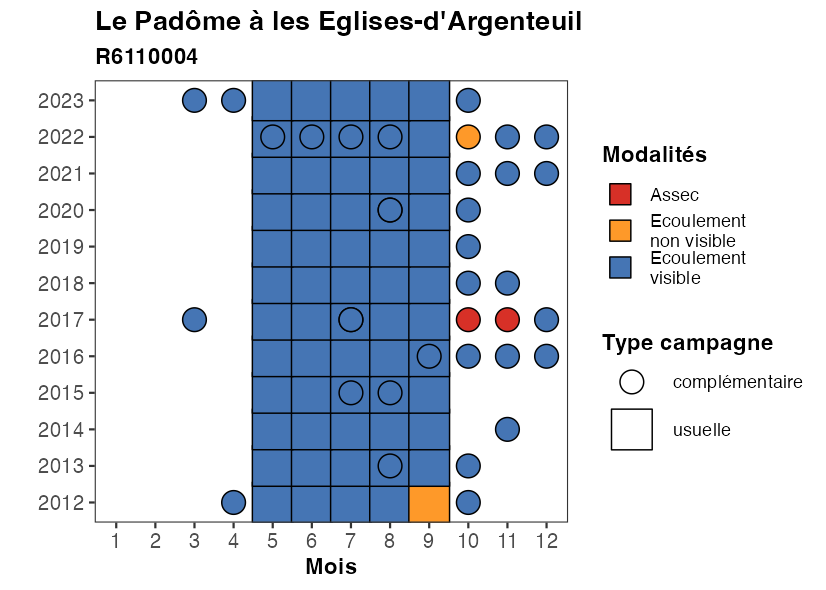 Le Padôme à les Eglises-d'Argenteuil
R6110004
2023
2022
2021
2020
2019
2018
2017
2016
2015
2014
2013
2012
1 2 3 4 5 6 7 8 9 10 11 12
Mois
Modalités
Assec
Ecoulement
non visible
Ecoulement
visible
Type campagne
complémentaire
usuelle